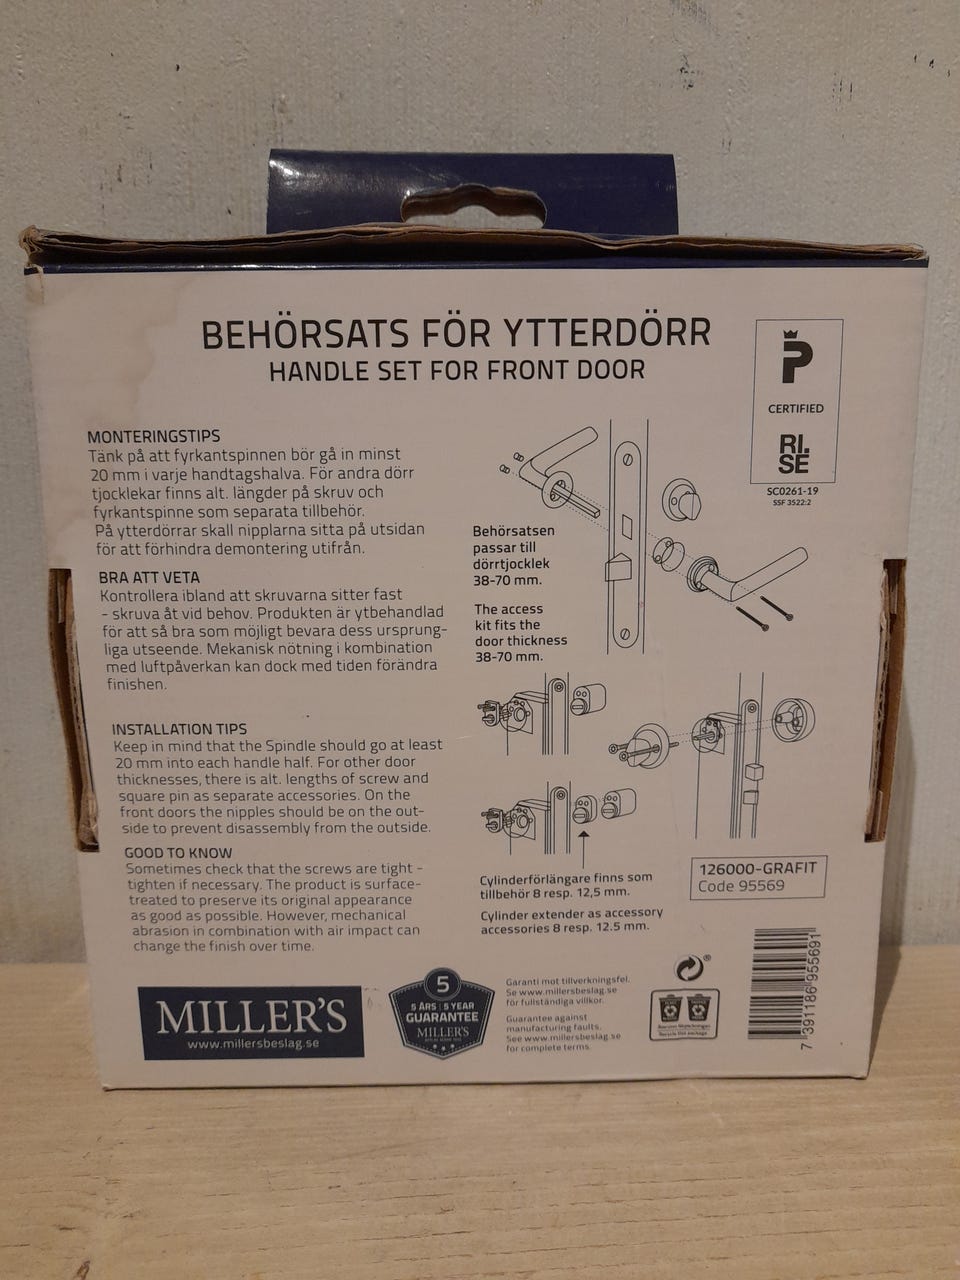 BEHÖRSATS FÖR YTTERDÖRR
HANDLE SET FOR FRONT DOOR
P
CERTIFIED
RI.
SE
SC0261-19
SSF 3522:2
MONTERINGSTIPS
Tänk på att fyrkantspinnen bör gå in minst
20 mm i varje handtagshalva. För andra dörr
tjocklekar finns alt. längder på skruv och
fyrkantspinne som separata tillbehör.
På ytterdörrar skall nipplarna sitta på utsidan
för att förhindra demontering utifrån.
BRA ATT VETA
Kontrollera ibland att skruvarna sitter fast
- skruva åt vid behov. Produkten är ytbehandlad
för att så bra som möjligt bevara dess ursprung-
liga utseende. Mekanisk nötning i kombination
med luftpåverkan kan dock med tiden förändra
finishen.
INSTALLATION TIPS
Keep in mind that the Spindle should go at least
20 mm into each handle half. For other door
thicknesses, there is alt. lengths of screw and
square pin as separate accessories. On the
front doors the nipples should be on the out-
side to prevent disassembly from the outside.
GOOD TO KNOW
Sometimes check that the screws are tight -
tighten if necessary. The product is surface-
treated to preserve its original appearance
as good as possible. However, mechanical
abrasion in combination with air impact can
change the finish over time.
Behörsatsen
passar till
dörrtjocklek
38-70 mm.
The access
kit fits the
door thickness
38-70 mm.
Cylinderförlängare finns som
tillbehör 8 resp. 12,5 mm.
Cylinder extender as accessory
accessories 8 resp. 12.5 mm.
126000-GRAFIT
Code 95569
MILLER'S
www.millersbeslag.se
5
5 ÅRS | 5 YEAR
GUARANTEE
MILLER'S
Garanti mot tillverkningsfel.
Se www.millersbeslag.se
för fullständiga villkor.
Guarantee against
manufacturing faults.
See www.millersbeslag.se
for complete terms.
®
7 391186 955691